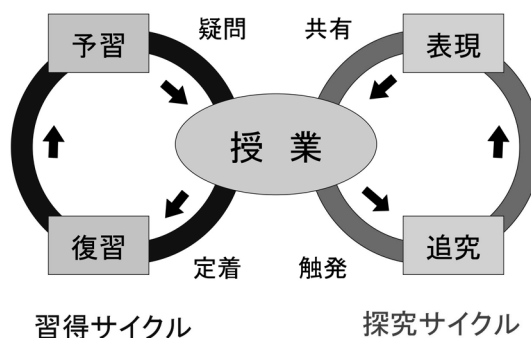 予習
疑問
共有
表現
授 業
復習
定着
触発
追究
習得サイクル
探究サイクル